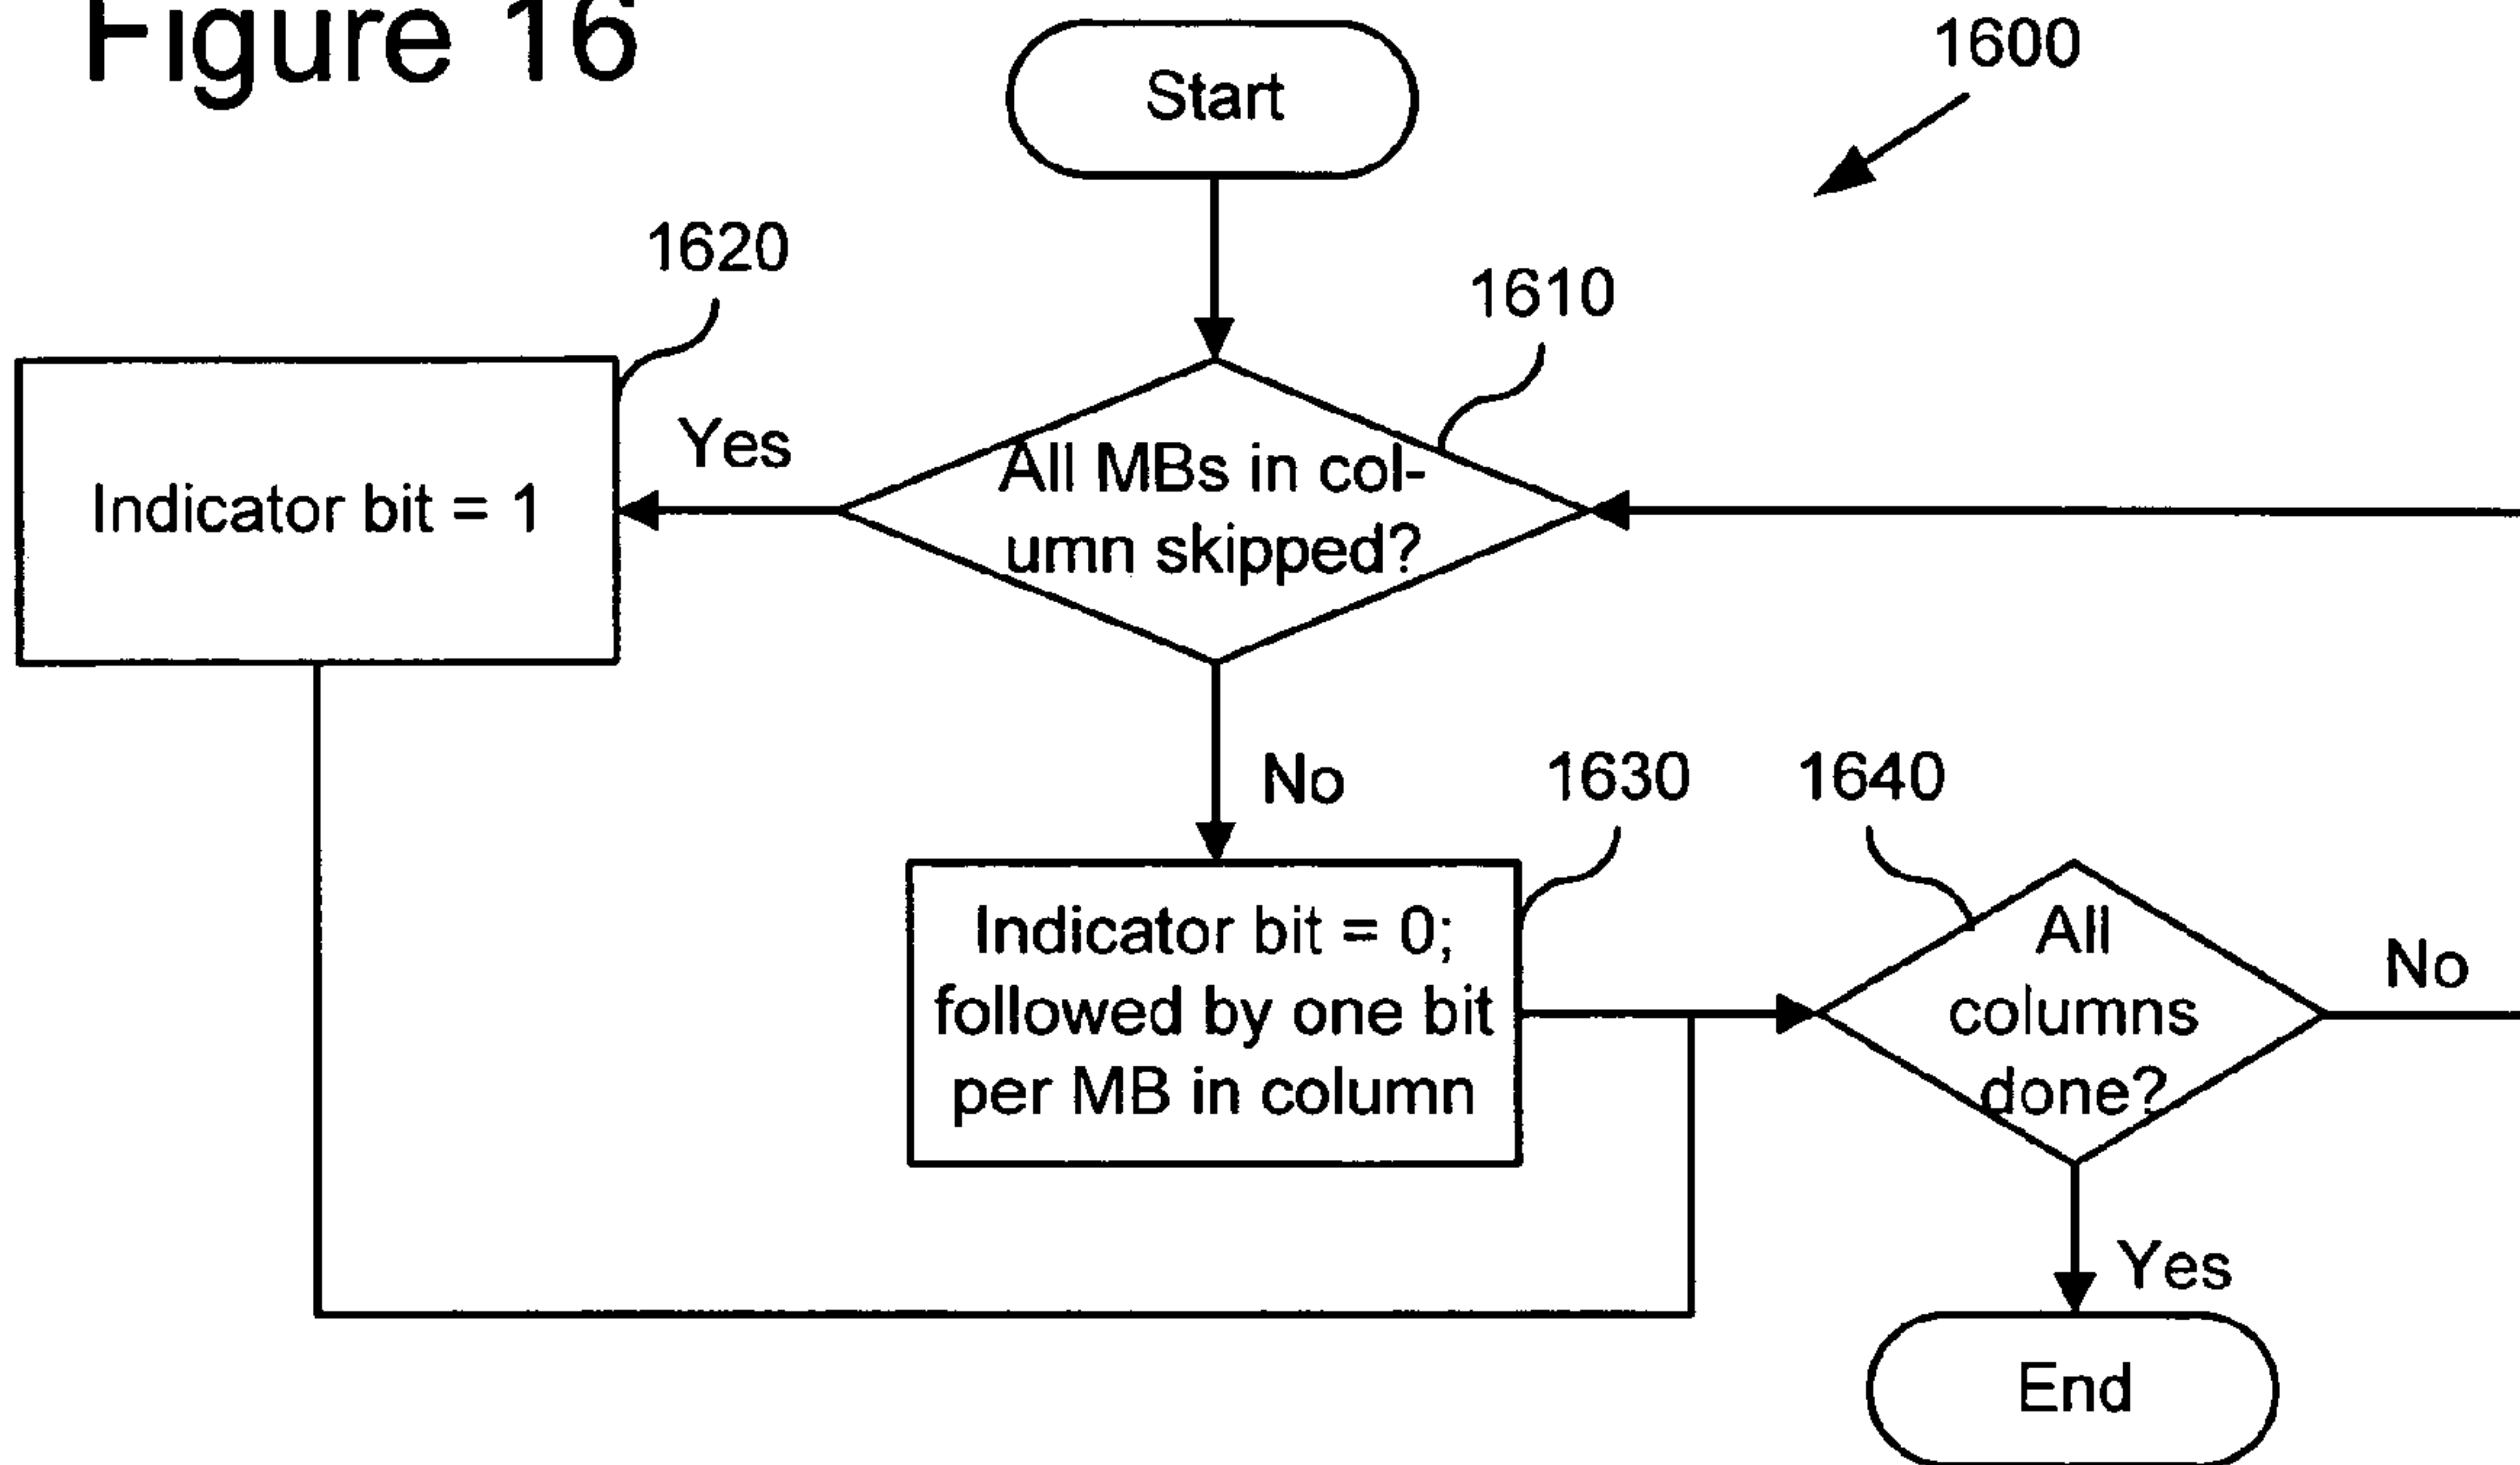 Figure 16
Start
1600
1620
1610
Yes
All MBs in col-
umn skipped?
Indicator bit = 1
No
1630
1640
Indicator bit = 0;
followed by one bit
per MB in column
All
columns
done?
No
Yes
End